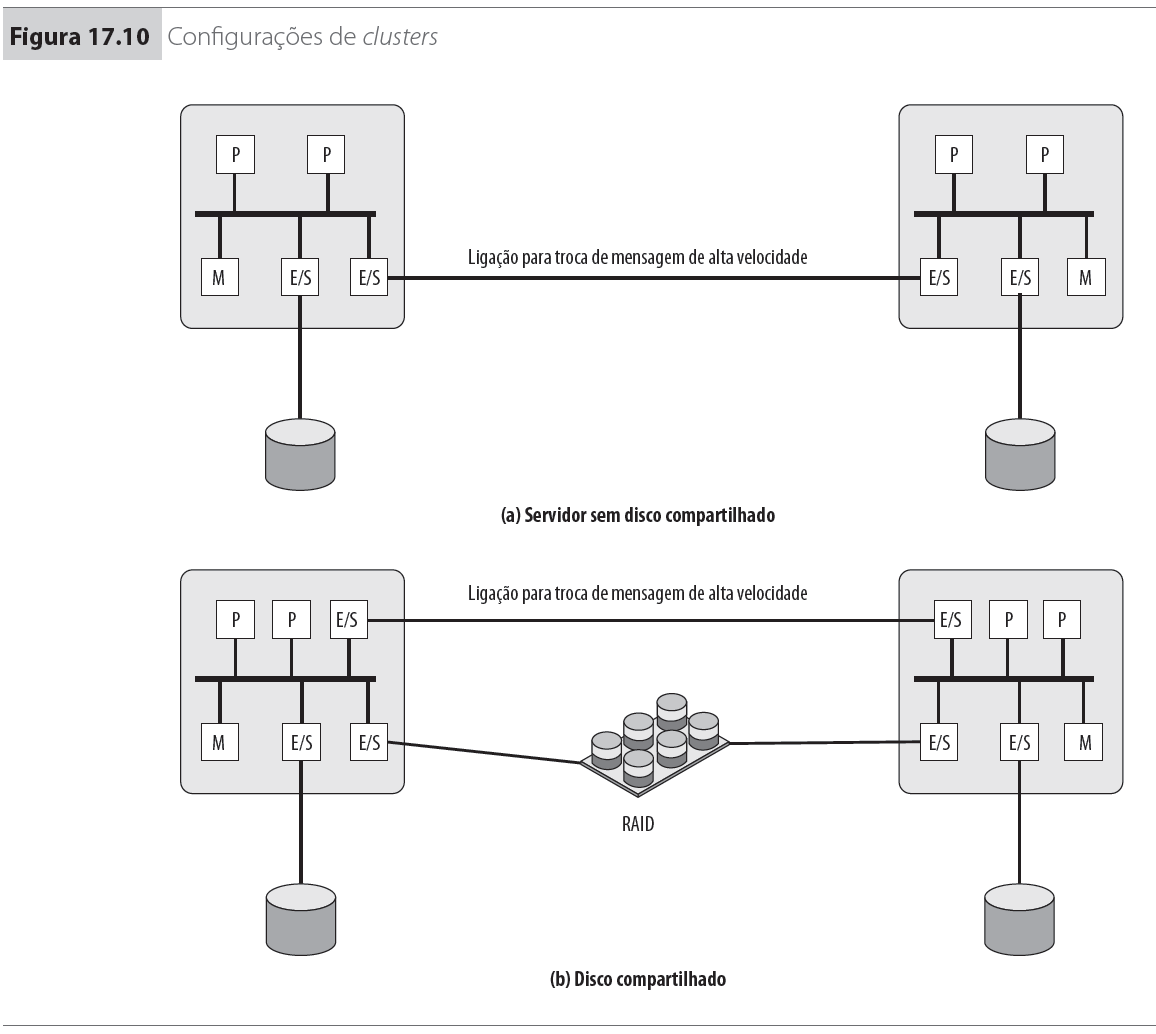 Figura 17.10 Configurações de clusters
P P P P
Ligação para troca de mensagem de alta velocidade
M E/S E/S E/S E/S M
(a) Servidor sem disco compartilhado
Ligação para troca de mensagem de alta velocidade
P P E/S E/S P P
M E/S E/S E/S E/S M
RAID
(b) Disco compartilhado